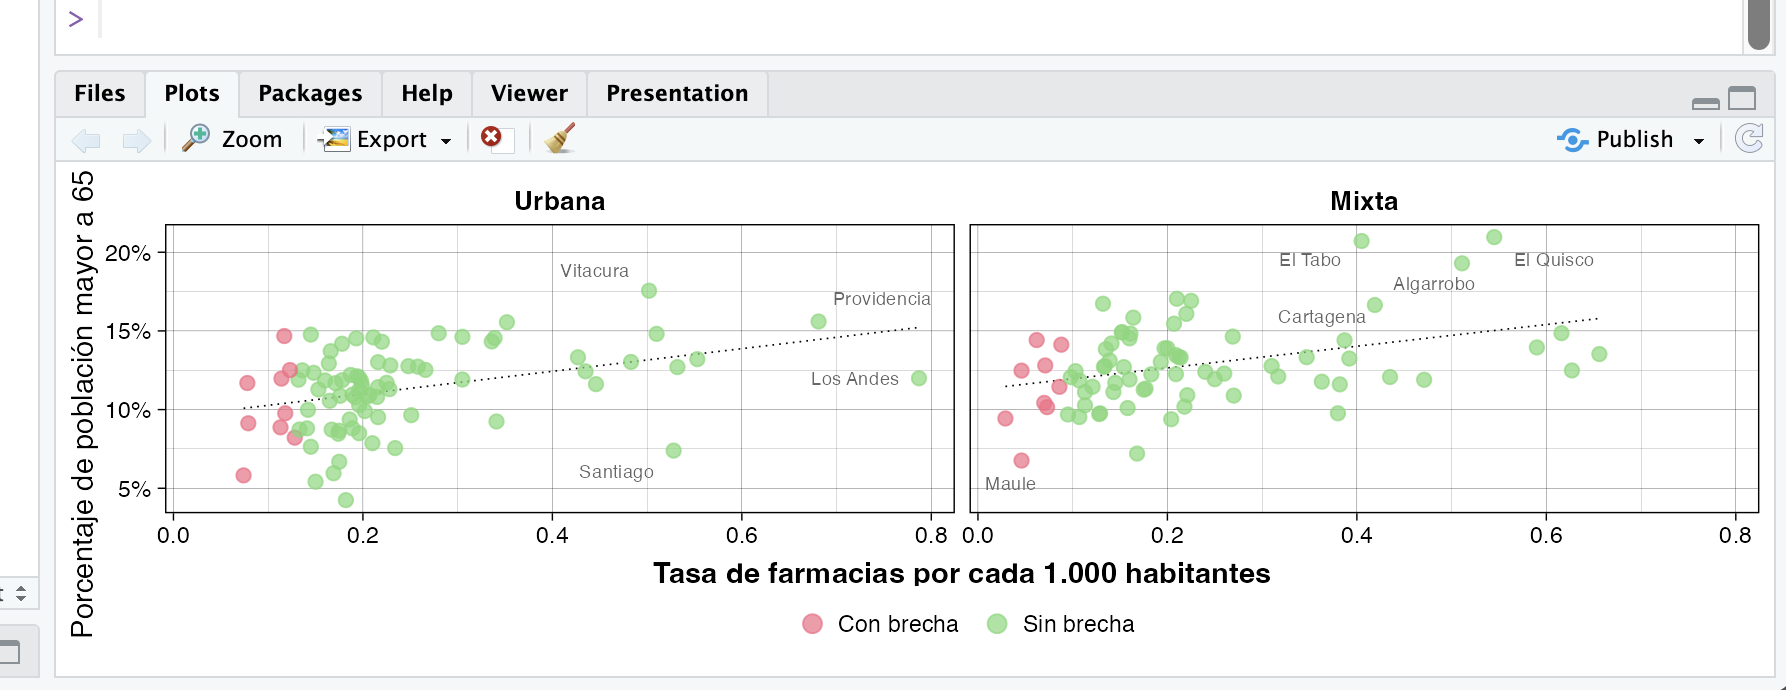 >
Files Plots Packages Help Viewer Presentation
Zoom Export Publish
Porcentaje de población mayor a 65
Urbana Mixta
20%
15%
10%
5%
Vitacura
Providencia
Los Andes
Santiago
El Tabo
El Quisco
Algarrobo
Cartagena
Maule
0.0 0.2 0.4 0.6 0.8 0.0 0.2 0.4 0.6 0.8
Tasa de farmacias por cada 1.000 habitantes
Con brecha Sin brecha